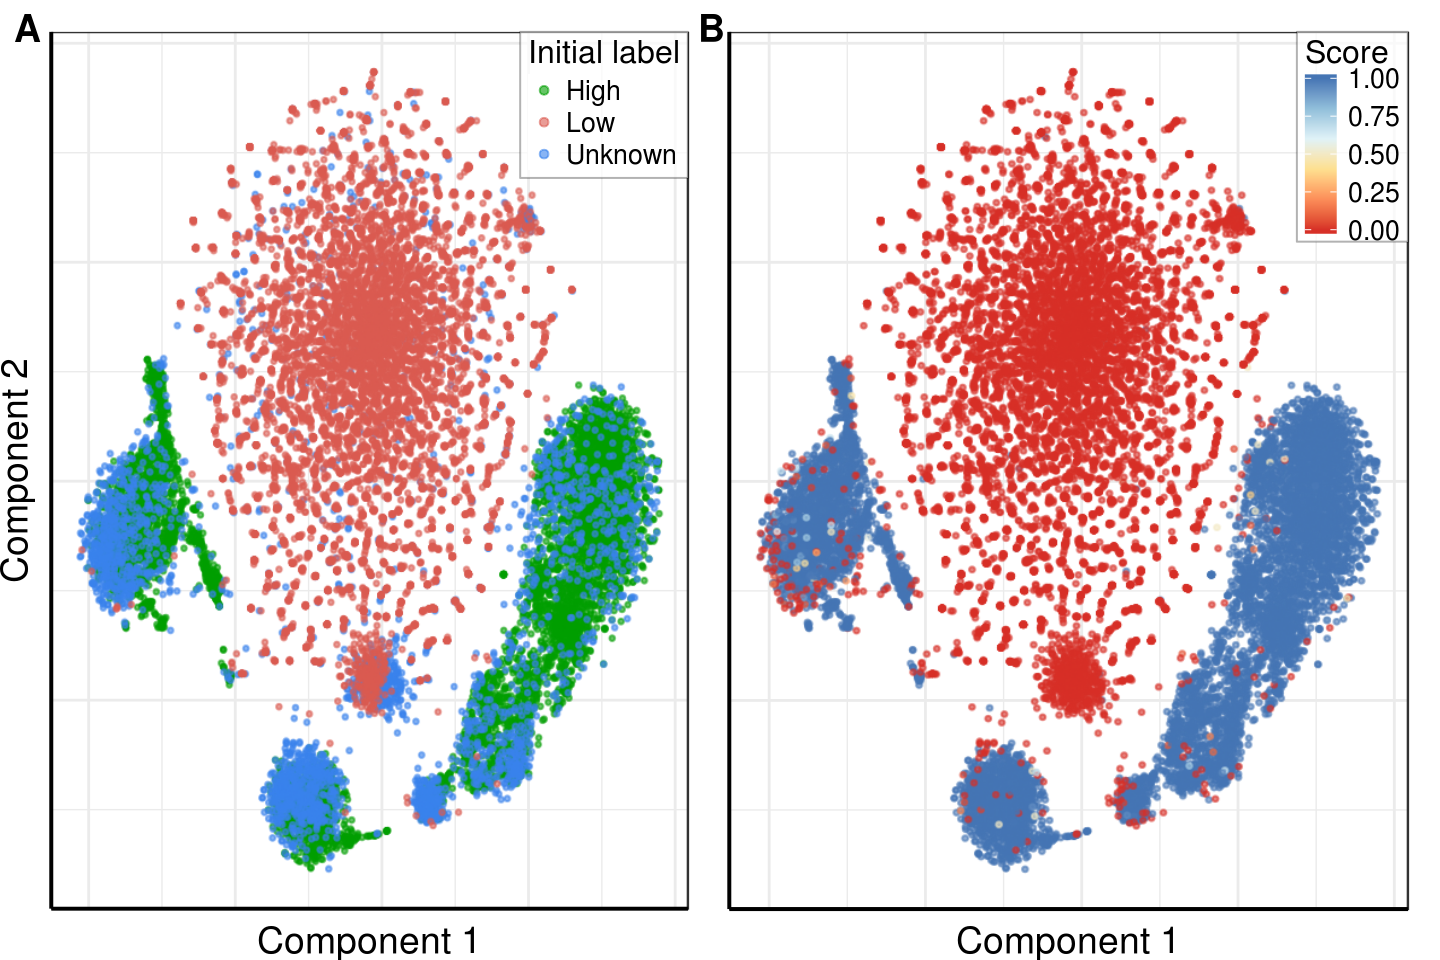 A
Initial label
High
Low
Unknown
Component 2
Component 1
B
Score
1.00
0.75
0.50
0.25
0.00
Component 1